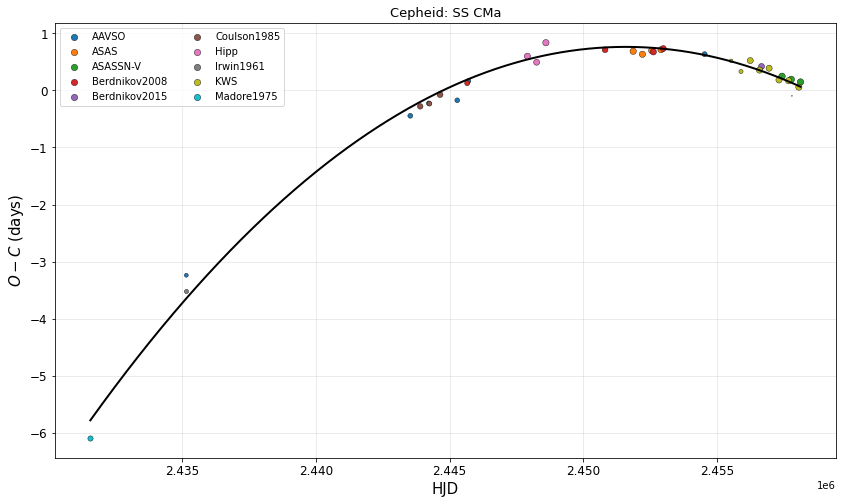 Cepheid: SS CMa
AAVSO
ASAS
ASASSN-V
Berdnikov2008
Berdnikov2015
Coulson1985
Hipp
Irwin1961
KWS
Madore1975
O − C (days)
1
0
−1
−2
−3
−4
−5
−6
2.435 2.440 2.445 2.450 2.455
1e6
HJD